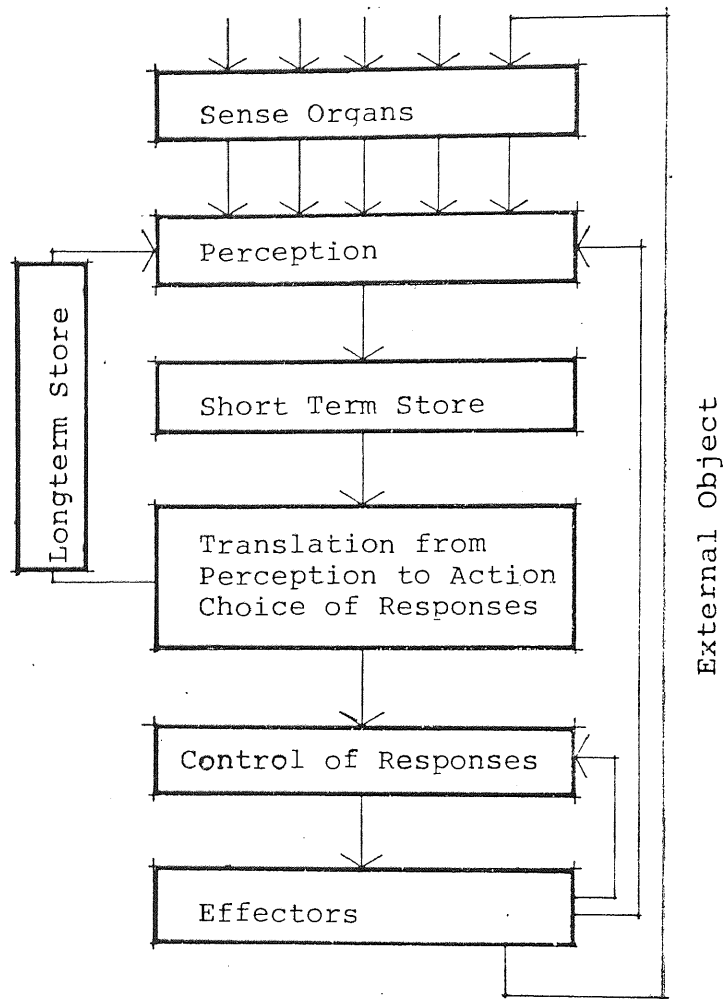 Sense Organs
Perception
Longterm Store
Short Term Store
Translation from
Perception to Action
Choice of Responses
Control of Responses
Effectors
External Object